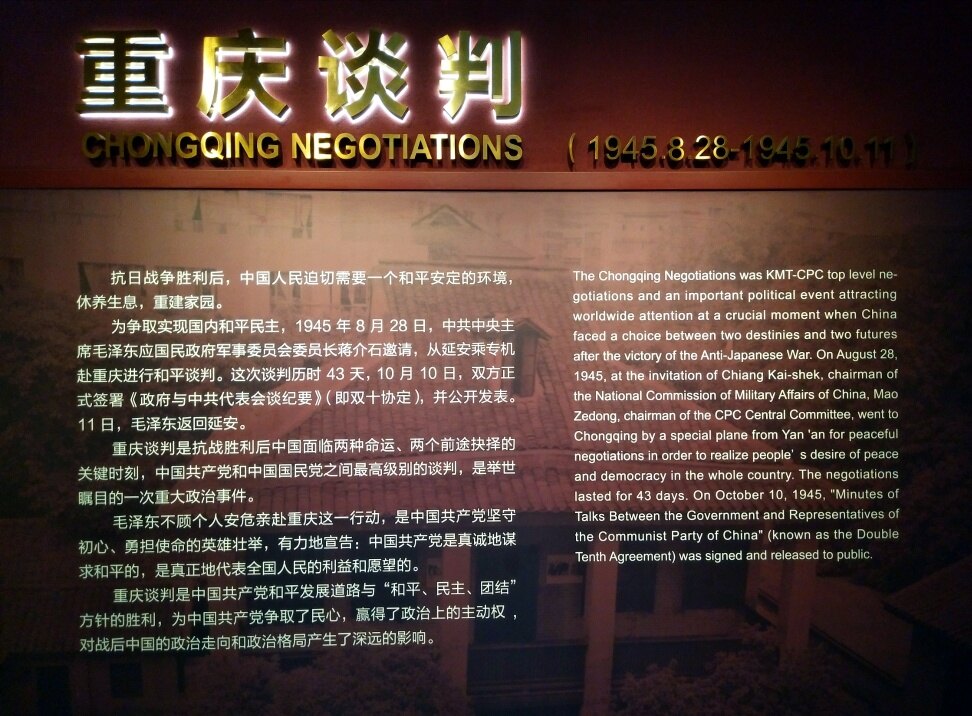 重庆谈判
CHONGQING NEGOTIATIONS (1945.8.28-1945.10.11)
抗日战争胜利后，中国人民迫切需要一个和平安定的环境，
休养生息，重建家园。
为争取实现国内和平民主，1945 年 8 月 28 日，中共中央主
席毛泽东应国民政府军事委员会委员长蒋介石邀请，从延安乘专机
赴重庆进行和平谈判。这次谈判历时 43 天，10 月 10 日，双方正
式签署《政府与中共代表会谈纪要》（即双十协定），并公开发表。
11 日，毛泽东返回延安。
重庆谈判是抗战胜利后中国面临两种命运、两个前途抉择的
关键时刻，中国共产党和中国国民党之间最高级别的谈判，是举世
瞩目的一次重大政治事件。
毛泽东不顾个人安危亲赴重庆这一行动，是中国共产党坚守
初心、勇担使命的英雄壮举，有力地宣告：中国共产党是真诚地谋
求和平的，是真正地代表全国人民的利益和愿望的。
重庆谈判是中国共产党和平发展道路与“和平、民主、团结”
方针的胜利，为中国共产党争取了民心，赢得了政治上的主动权，
对战后中国的政治走向和政治格局产生了深远的影响。
The Chongqing Negotiations was KMT-CPC top level ne-
gotiations and an important political event attracting
worldwide attention at a crucial moment when China
faced a choice between two destinies and two futures
after the victory of the Anti-Japanese War. On August 28,
1945, at the invitation of Chiang Kai-shek, chairman of
the National Commission of Military Affairs of China, Mao
Zedong, chairman of the CPC Central Committee, went to
Chongqing by a special plane from Yan 'an for peaceful
negotiations in order to realize people' s desire of peace
and democracy in the whole country. The negotiations
lasted for 43 days. On October 10, 1945, "Minutes of
Talks Between the Government and Representatives of
the Communist Party of China" (known as the Double
Tenth Agreement) was signed and released to public.